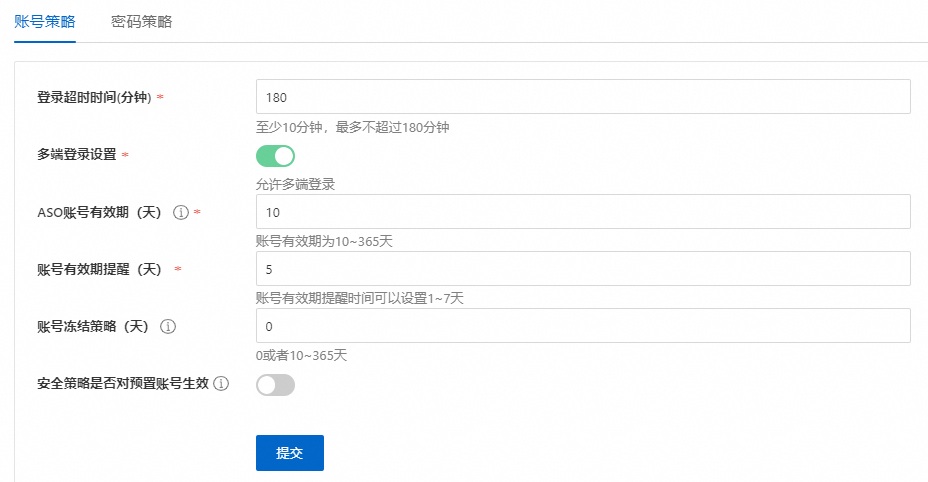 账号策略 密码策略
登录超时时间(分钟) * 180
至少10分钟，最多不超过180分钟
多端登录设置 *
允许多端登录
ASO账号有效期（天） * 10
账号有效期为10~365天
账号有效期提醒（天） * 5
账号有效期提醒时间可以设置1~7天
账号冻结策略（天） 0
0或者10~365天
安全策略是否对预置账号生效
提交